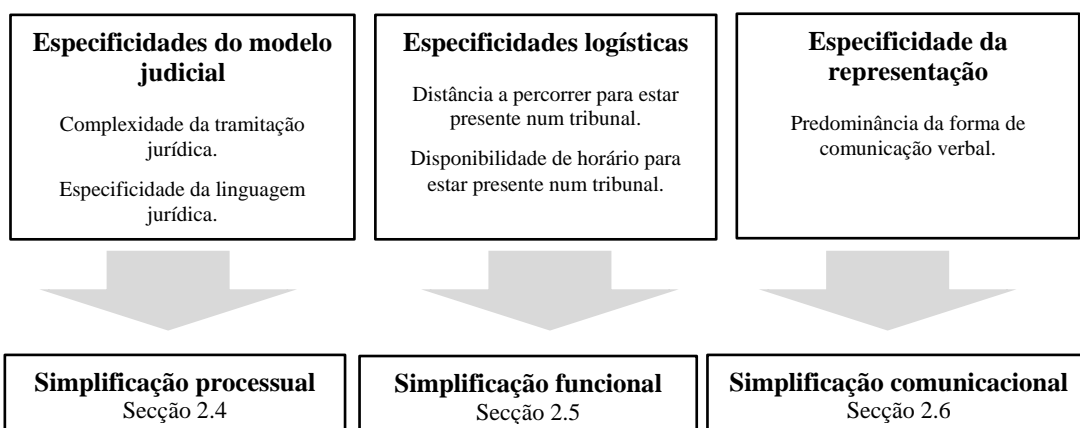 Especificidades do modelo
judicial
Complexidade da tramitação
jurídica.
Especificidade da linguagem
jurídica.
Especificidades logísticas
Distância a percorrer para estar
presente num tribunal.
Disponibilidade de horário para
estar presente num tribunal.
Especificidade da
representação
Predominância da forma de
comunicação verbal.
Simplificação processual
Secção 2.4
Simplificação funcional
Secção 2.5
Simplificação comunicacional
Secção 2.6